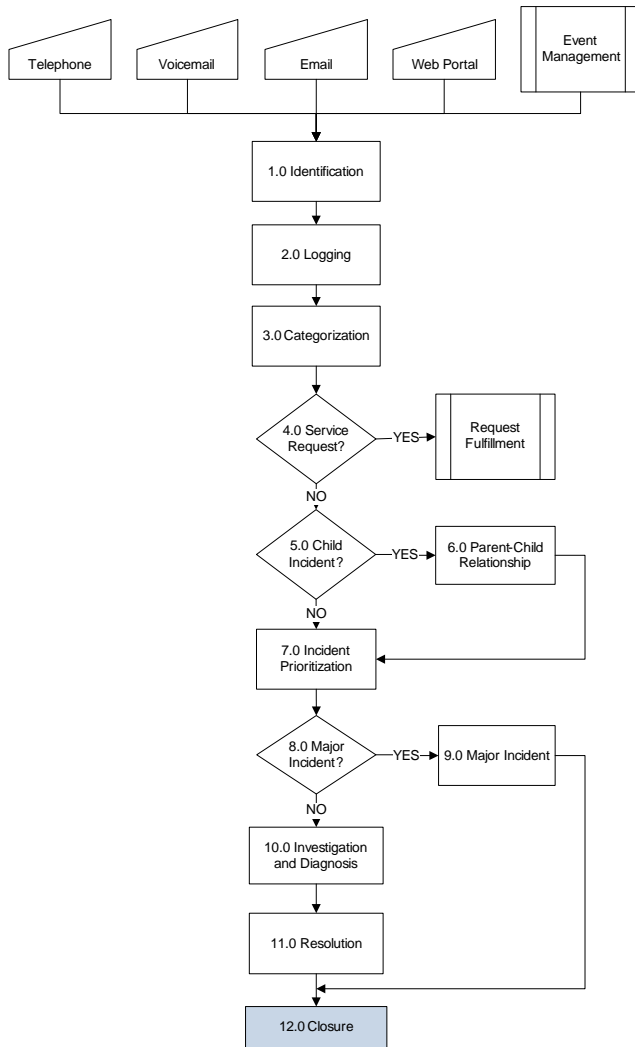 Telephone
Voicemail
Email
Web Portal
Event
Management
1.0 Identification
2.0 Logging
3.0 Categorization
4.0 Service
Request?
YES
Request
Fulfillment
NO
5.0 Child
Incident?
YES
6.0 Parent-Child
Relationship
NO
7.0 Incident
Prioritization
8.0 Major
Incident?
YES
9.0 Major Incident
NO
10.0 Investigation
and Diagnosis
11.0 Resolution
12.0 Closure